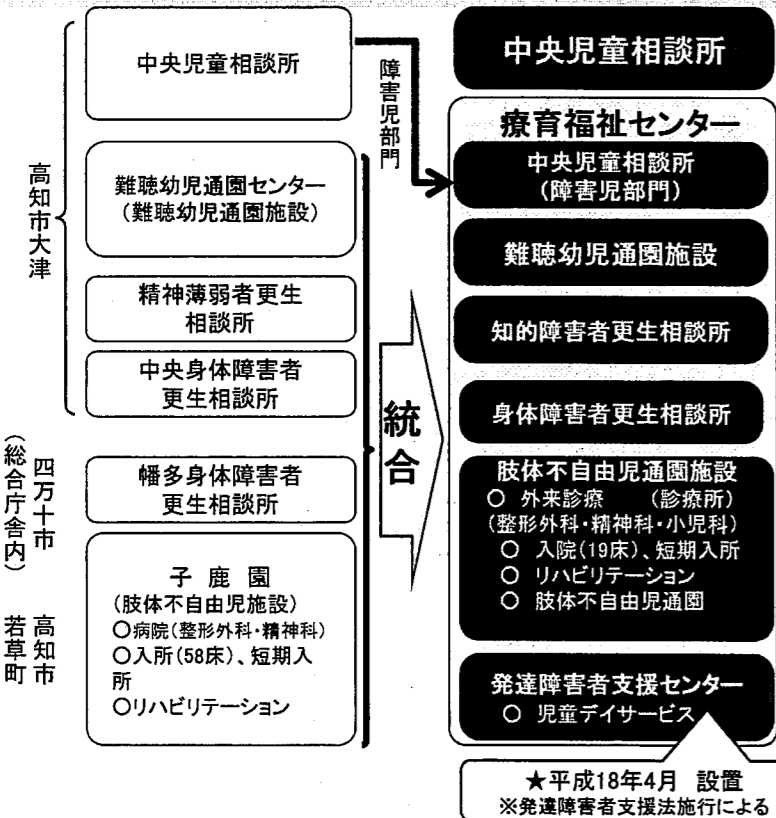 高知市大津
中央児童相談所
難聴幼児通園センター
(難聴幼児通園施設)
精神薄弱者更生
相談所
中央身体障害者
更生相談所
四万十市
(総合庁舎内)
幡多身体障害者
更生相談所
高知市
若草町
子鹿園
(肢体不自由児施設)
○病院(整形外科・精神科)
○入所(58床)、短期入
所
○リハビリテーション
障害児部門
統合
中央児童相談所
療育福祉センター
中央児童相談所
(障害児部門)
難聴幼児通園施設
知的障害者更生相談所
身体障害者更生相談所
肢体不自由児通園施設
○ 外来診療 (診療所)
(整形外科・精神科・小児科)
○ 入院(19床)、短期入所
○ リハビリテーション
○ 肢体不自由児通園
発達障害者支援センター
○ 児童デイサービス
★平成18年4月 設置
※発達障害者支援法施行による